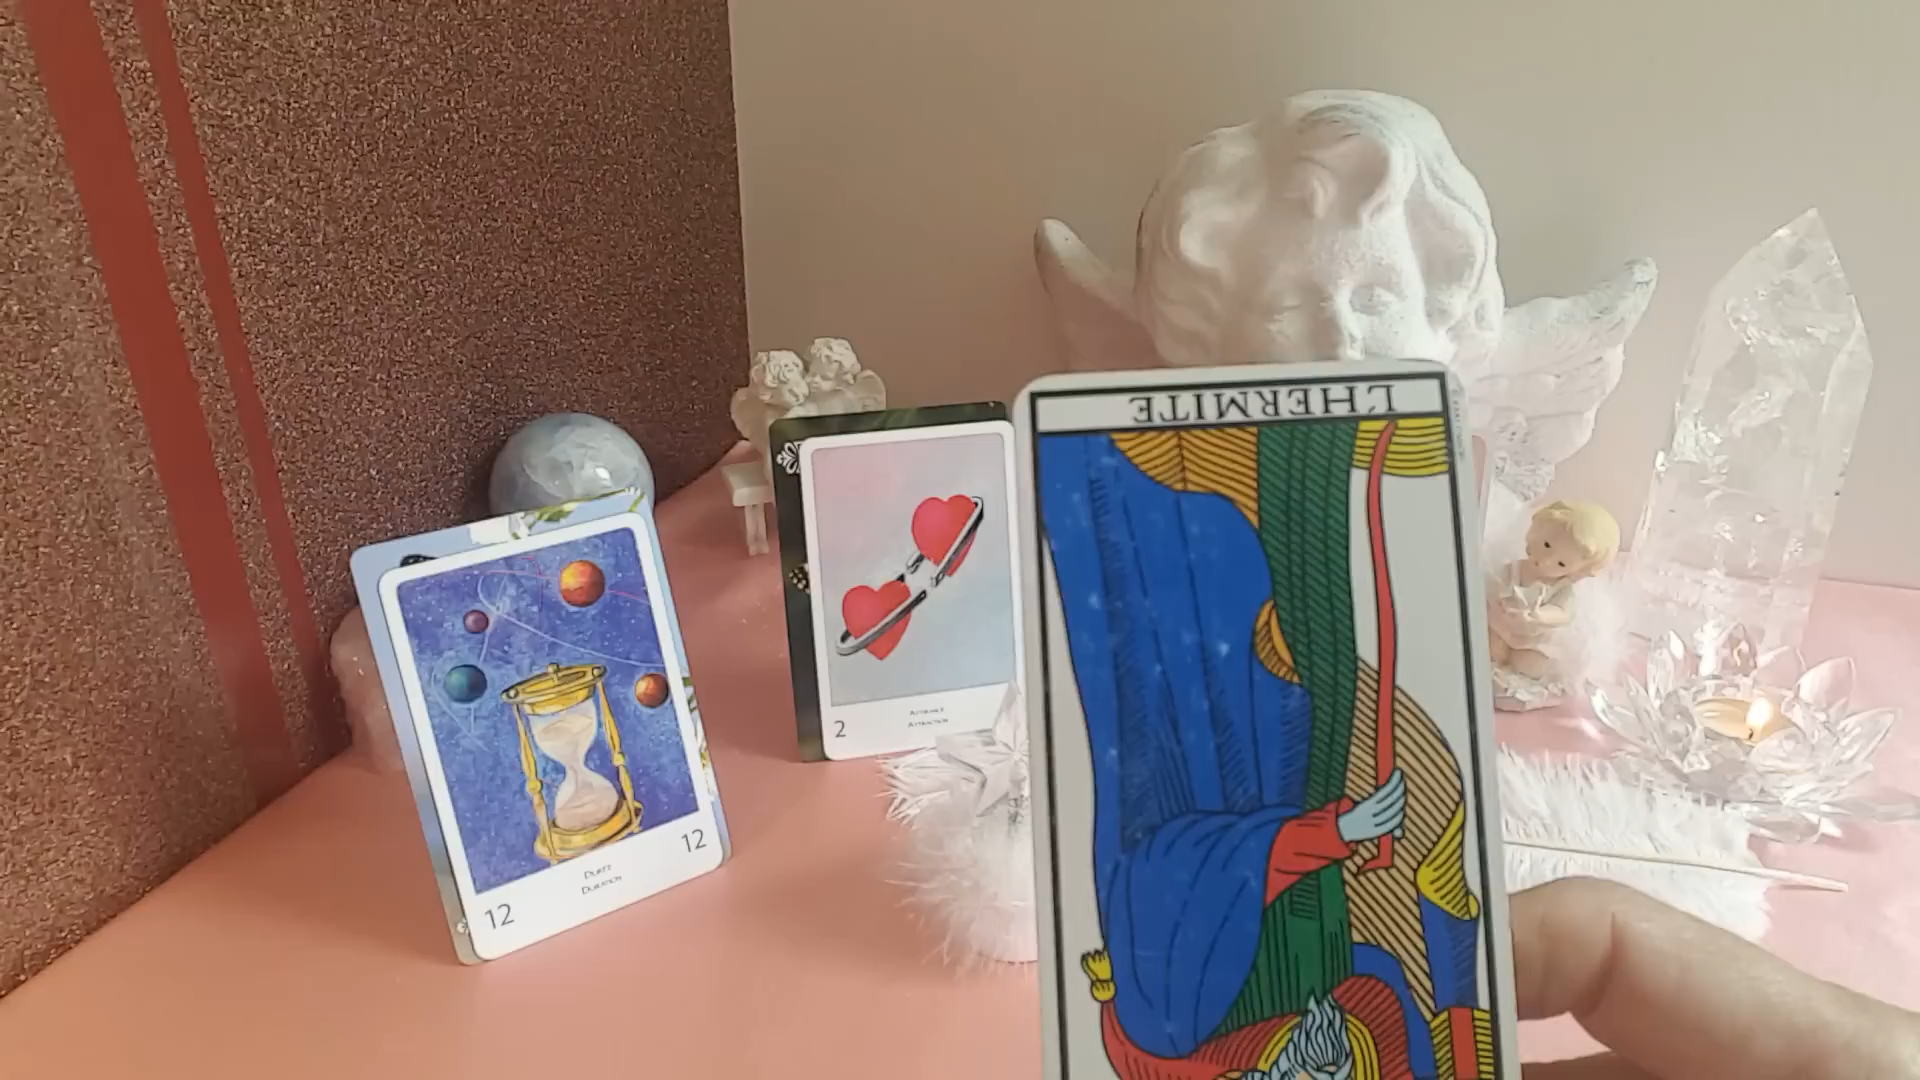 L'HERMITE
2
ATTIRANCE
ATTRACTION
12
DURÉE
DURATION
12